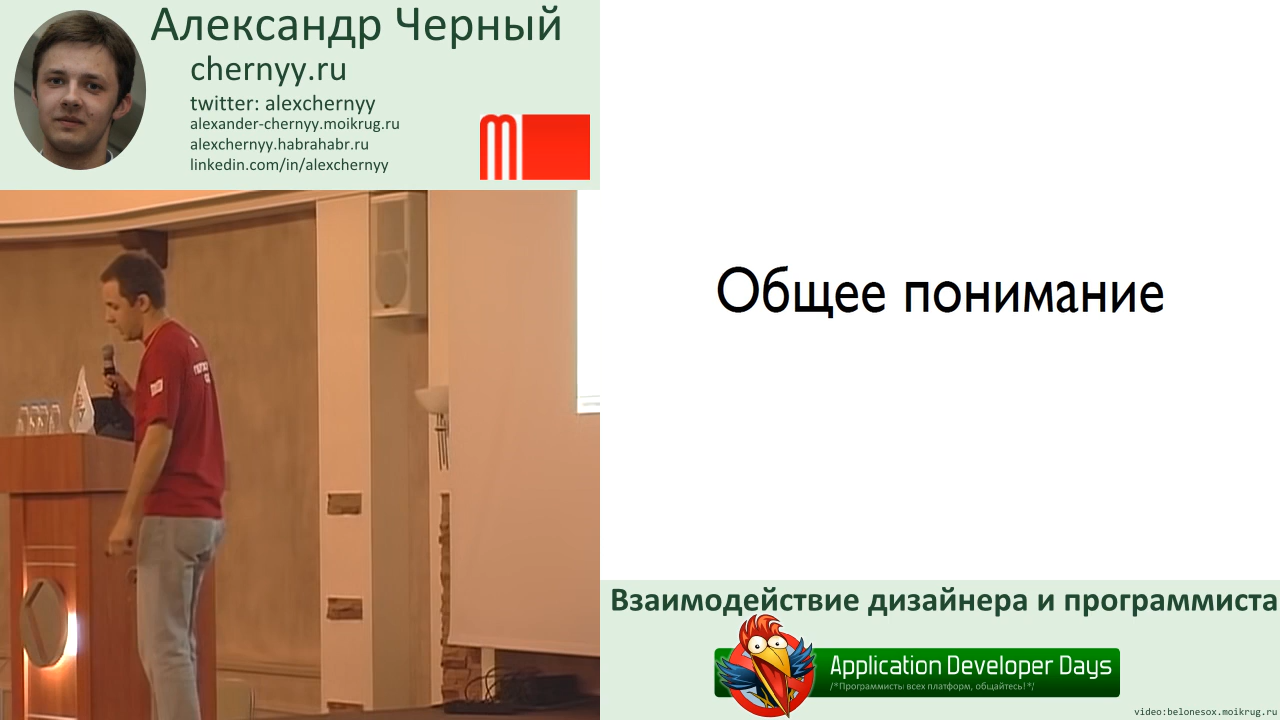 Александр Черный
chernyy.ru
twitter: alexchernyy
alexander-chernyy.moikrug.ru
alexchernyy.habrahabr.ru
linkedin.com/in/alexchernyy
Общее понимание
Взаимодействие дизайнера и программиста
Application Developer Days
/*Программисты всех платформ, общайтесь!*/
video:belonesox.moikrug.ru